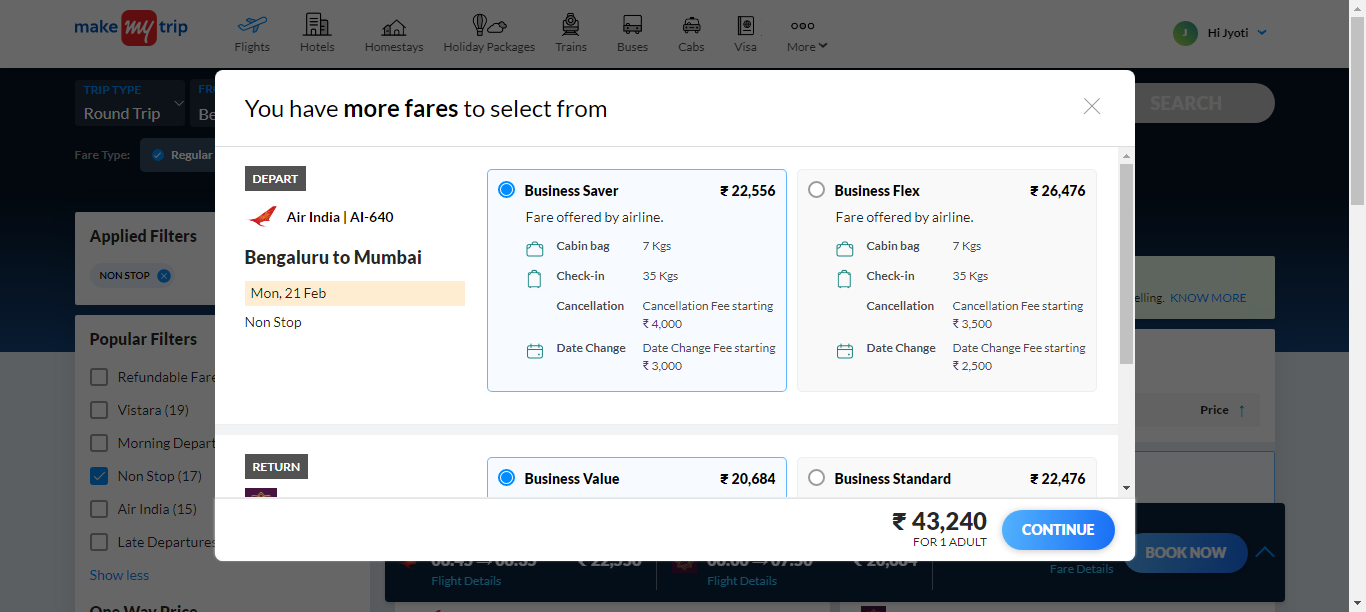 make my trip
Flights
Hotels
Homestays
Holiday Packages
Trains
Buses
Cabs
Visa
More
J
Hi Jyoti
TRIP TYPE
Round Trip
SEARCH
Fare Type:
Regular
You have more fares to select from
DEPART
Air India | AI-640
Bengaluru to Mumbai
Mon, 21 Feb
Non Stop
Business Saver ₹ 22,556
Fare offered by airline.
Cabin bag 7 Kgs
Check-in 35 Kgs
Cancellation Cancellation Fee starting
₹ 4,000
Date Change Date Change Fee starting
₹ 3,000
Business Flex ₹ 26,476
Fare offered by airline.
Cabin bag 7 Kgs
Check-in 35 Kgs
Cancellation Cancellation Fee starting
₹ 3,500
Date Change Date Change Fee starting
₹ 2,500
RETURN
Business Value ₹ 20,684
Business Standard ₹ 22,476
₹ 43,240
FOR 1 ADULT
CONTINUE
Applied Filters
NON STOP
Popular Filters
Refundable Fare
Vistara (19)
Morning Depart
Non Stop (17)
Air India (15)
Late Departures
Show less
One Way Price
KNOW MORE
Price ↑
Flight Details
Flight Details
Fare Details
BOOK NOW